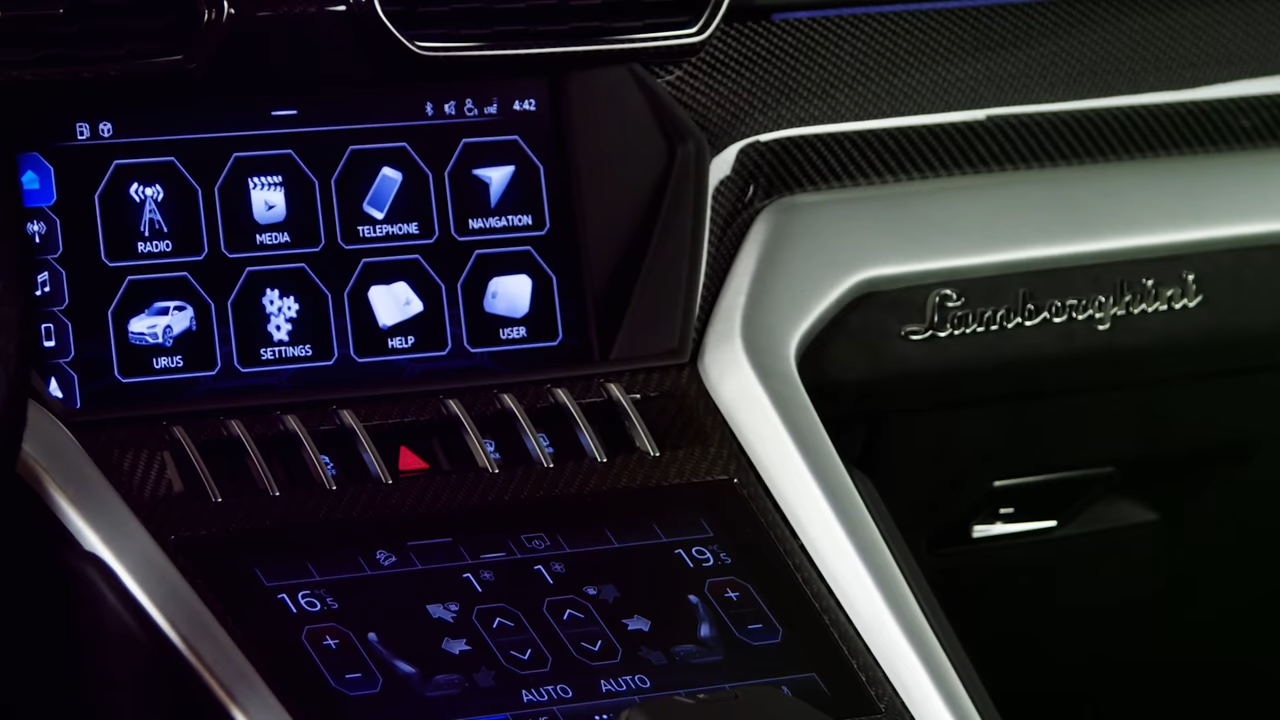 LTE 4:42
RADIO MEDIA TELEPHONE NAVIGATION
URUS SETTINGS HELP USER
Lamborghini
16.5 °C 1 1 19.5 °C
+ +
− −
AUTO AUTO